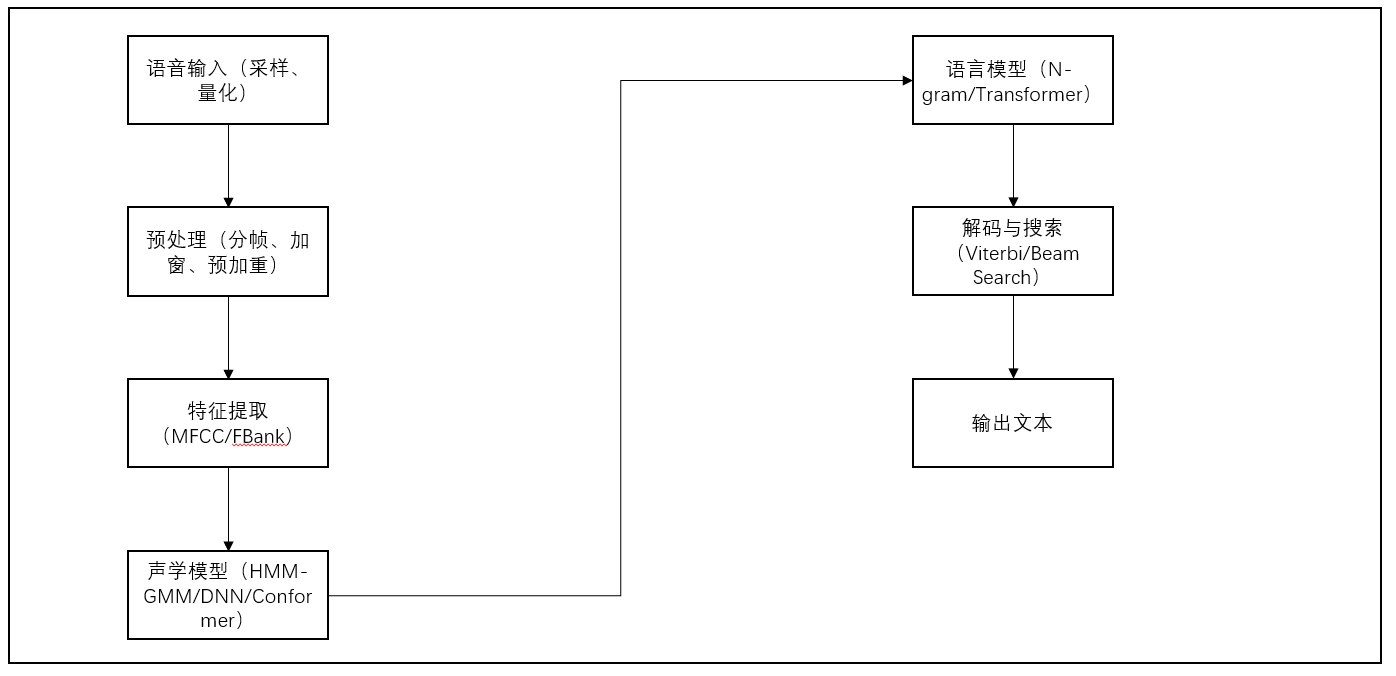 语音输入（采样、
量化）
预处理（分帧、加
窗、预加重）
特征提取
（MFCC/FBank）
声学模型（HMM-
GMM/DNN/Confor
mer）
语言模型（N-
gram/Transformer）
解码与搜索
（Viterbi/Beam
Search）
输出文本